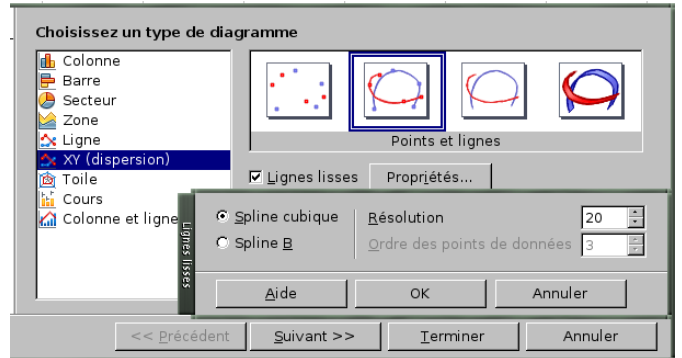 Choisissez un type de diagramme
Colonne
Barre
Secteur
Zone
Ligne
XY (dispersion)
Toile
Cours
Colonne et ligne
Points et lignes
Lignes lisses
Propriétés...
Lignes lisses
Spline cubique
Spline B
Résolution
20
Ordre des points de données
3
Aide
OK
Annuler
<< Précédent
Suivant >>
Terminer
Annuler